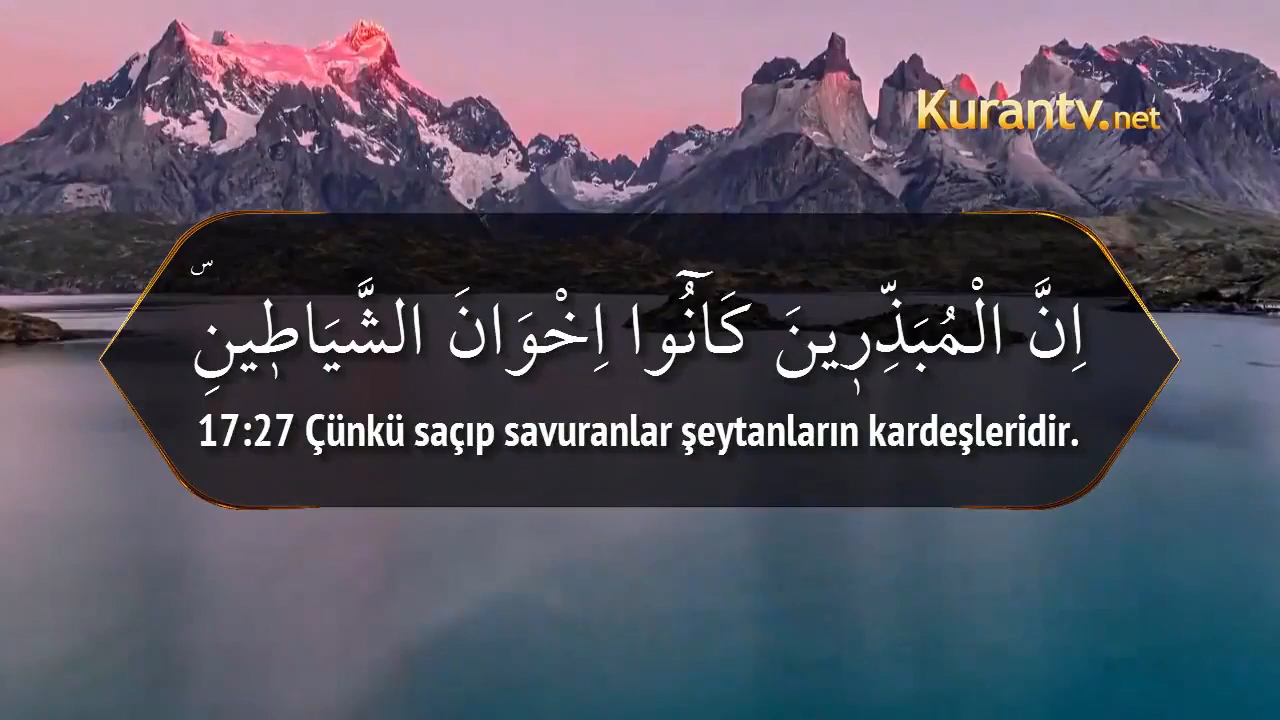 Kurantv.net
اِنَّ الْمُبَذِّر۪ينَ كَانُٓوا اِخْوَانَ الشَّيَاط۪ينِۜ
17:27 Çünkü saçıp savuranlar şeytanların kardeşleridir.